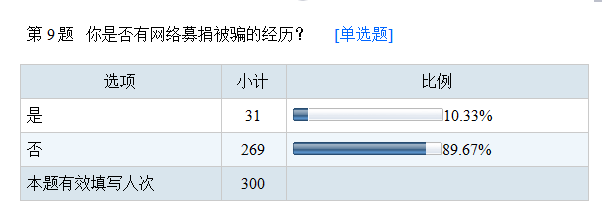 第9题 你是否有网络募捐被骗的经历？ [单选题]
选项 小计 比例
是 31 10.33%
否 269 89.67%
本题有效填写人次 300